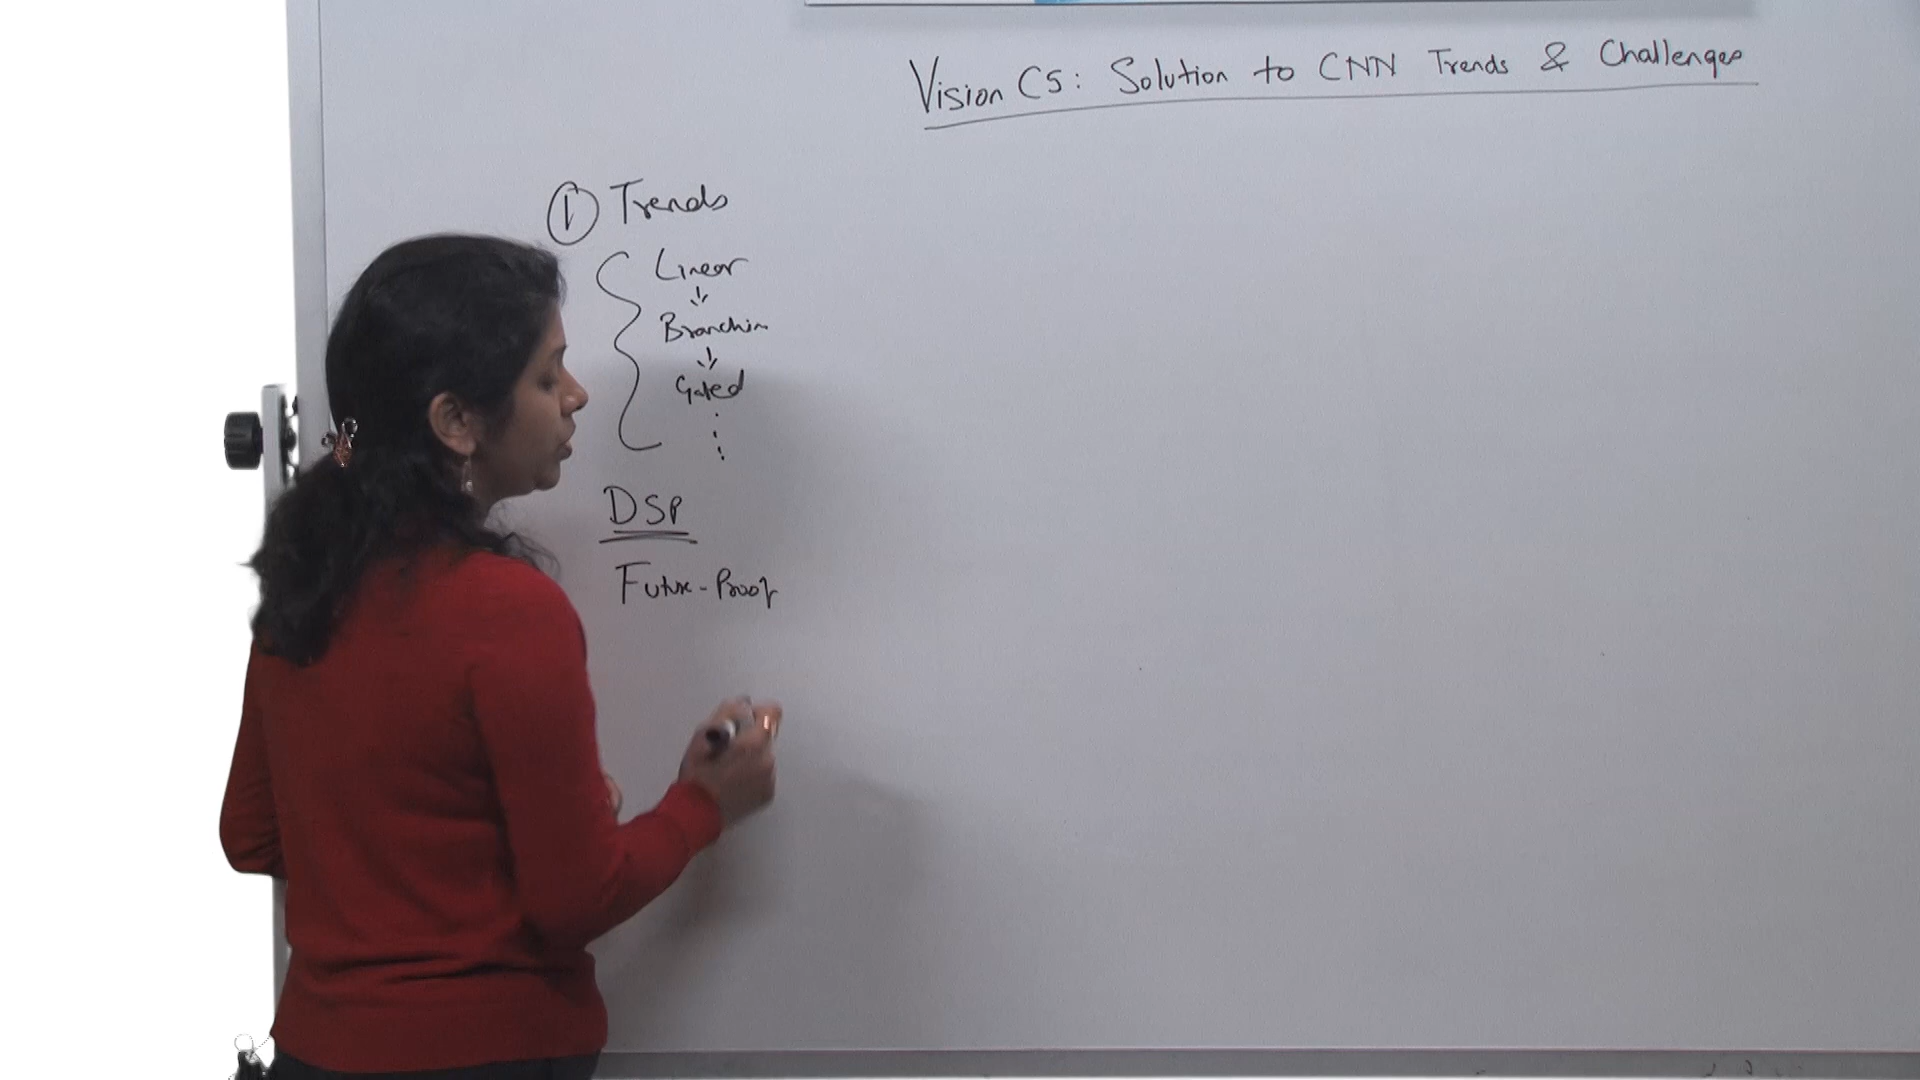 Vision C5: Solution to CNN Trends & Challenges
① Trends
Linear
Branchin
Gated
DSP
Future-Proof